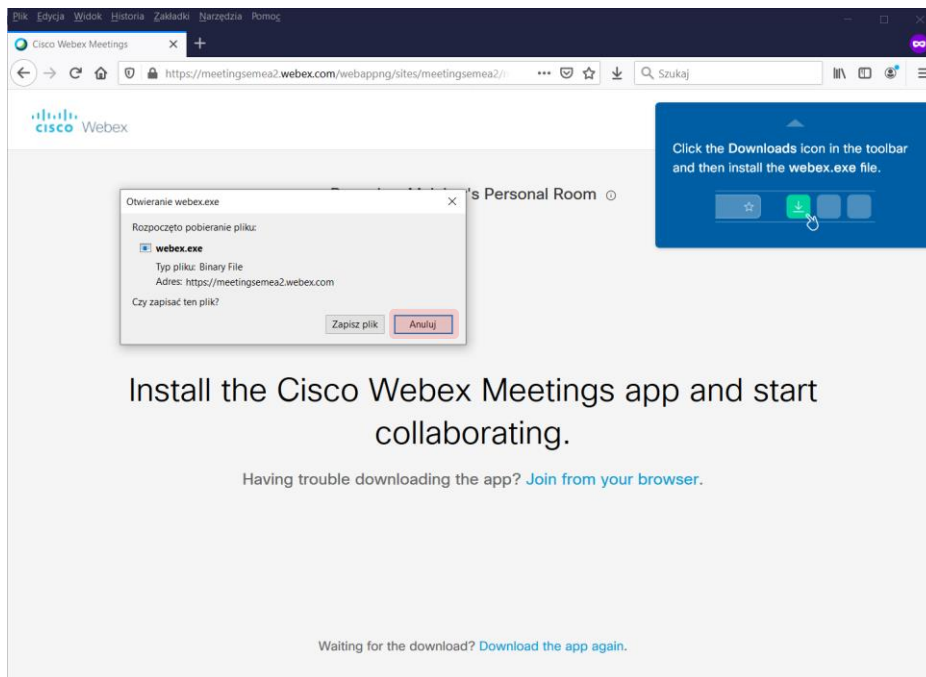 Plik Edycja Widok Historia Zakładki Narzędzia Pomoc
Cisco Webex Meetings
https://meetingsemea2.webex.com/webappng/sites/meetingsemea2/
Szukaj
CISCO Webex
Click the Downloads icon in the toolbar
and then install the webex.exe file.
's Personal Room
Otwieranie webex.exe
Rozpoczęto pobieranie pliku:
webex.exe
Typ pliku: Binary File
Adres: https://meetingsemea2.webex.com
Czy zapisać ten plik?
Zapisz plik Anuluj
Install the Cisco Webex Meetings app and start
collaborating.
Having trouble downloading the app? Join from your browser.
Waiting for the download? Download the app again.